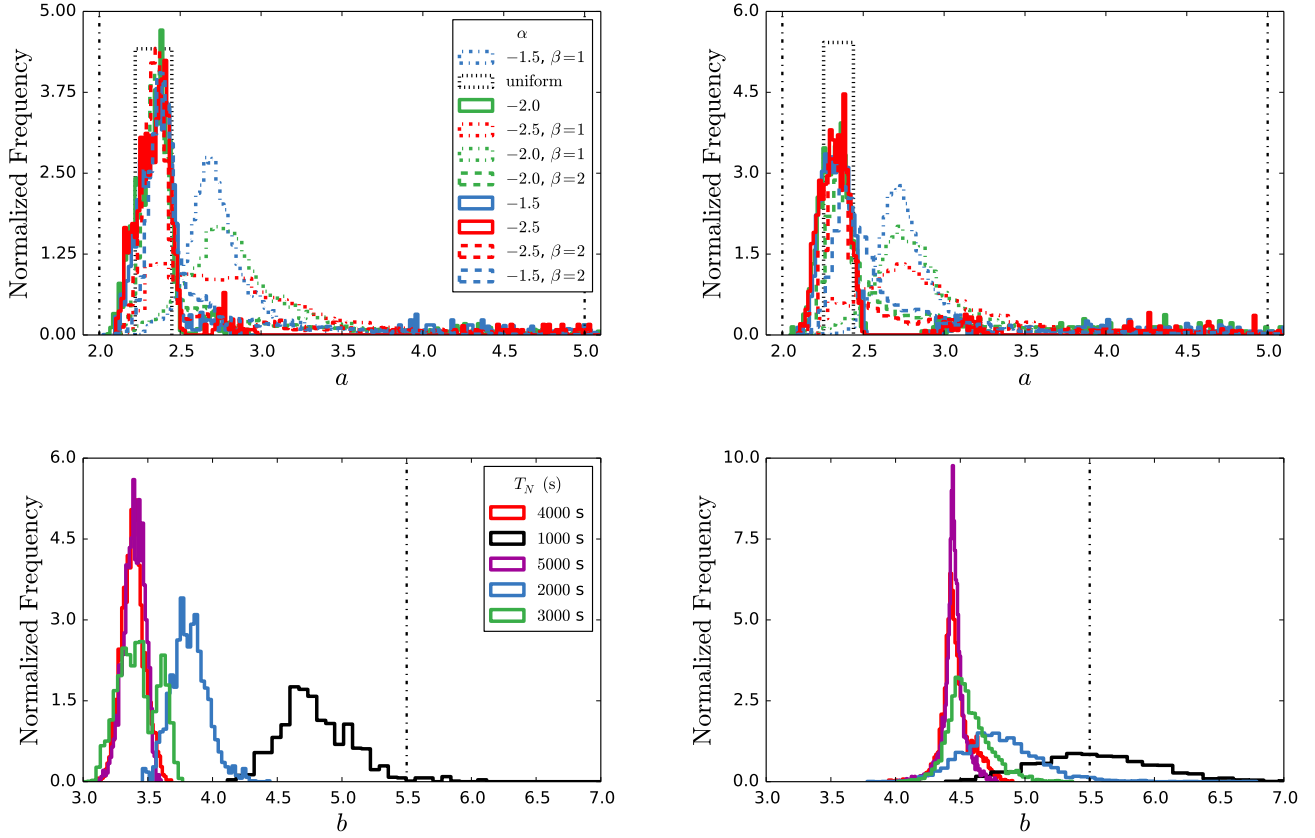 5.00
3.75
2.50
1.25
0.00
Normalized Frequency
2.0 2.5 3.0 3.5 4.0 4.5 5.0
a
α
−1.5, β=1
uniform
−2.0
−2.5, β=1
−2.0, β=1
−2.0, β=2
−1.5
−2.5
−2.5, β=2
−1.5, β=2
6.0
4.5
3.0
1.5
0.0
Normalized Frequency
2.0 2.5 3.0 3.5 4.0 4.5 5.0
a
6.0
4.5
3.0
1.5
0.0
Normalized Frequency
3.0 3.5 4.0 4.5 5.0 5.5 6.0 6.5 7.0
b
T_N (s)
4000 s
1000 s
5000 s
2000 s
3000 s
10.0
7.5
5.0
2.5
0.0
Normalized Frequency
3.0 3.5 4.0 4.5 5.0 5.5 6.0 6.5 7.0
b